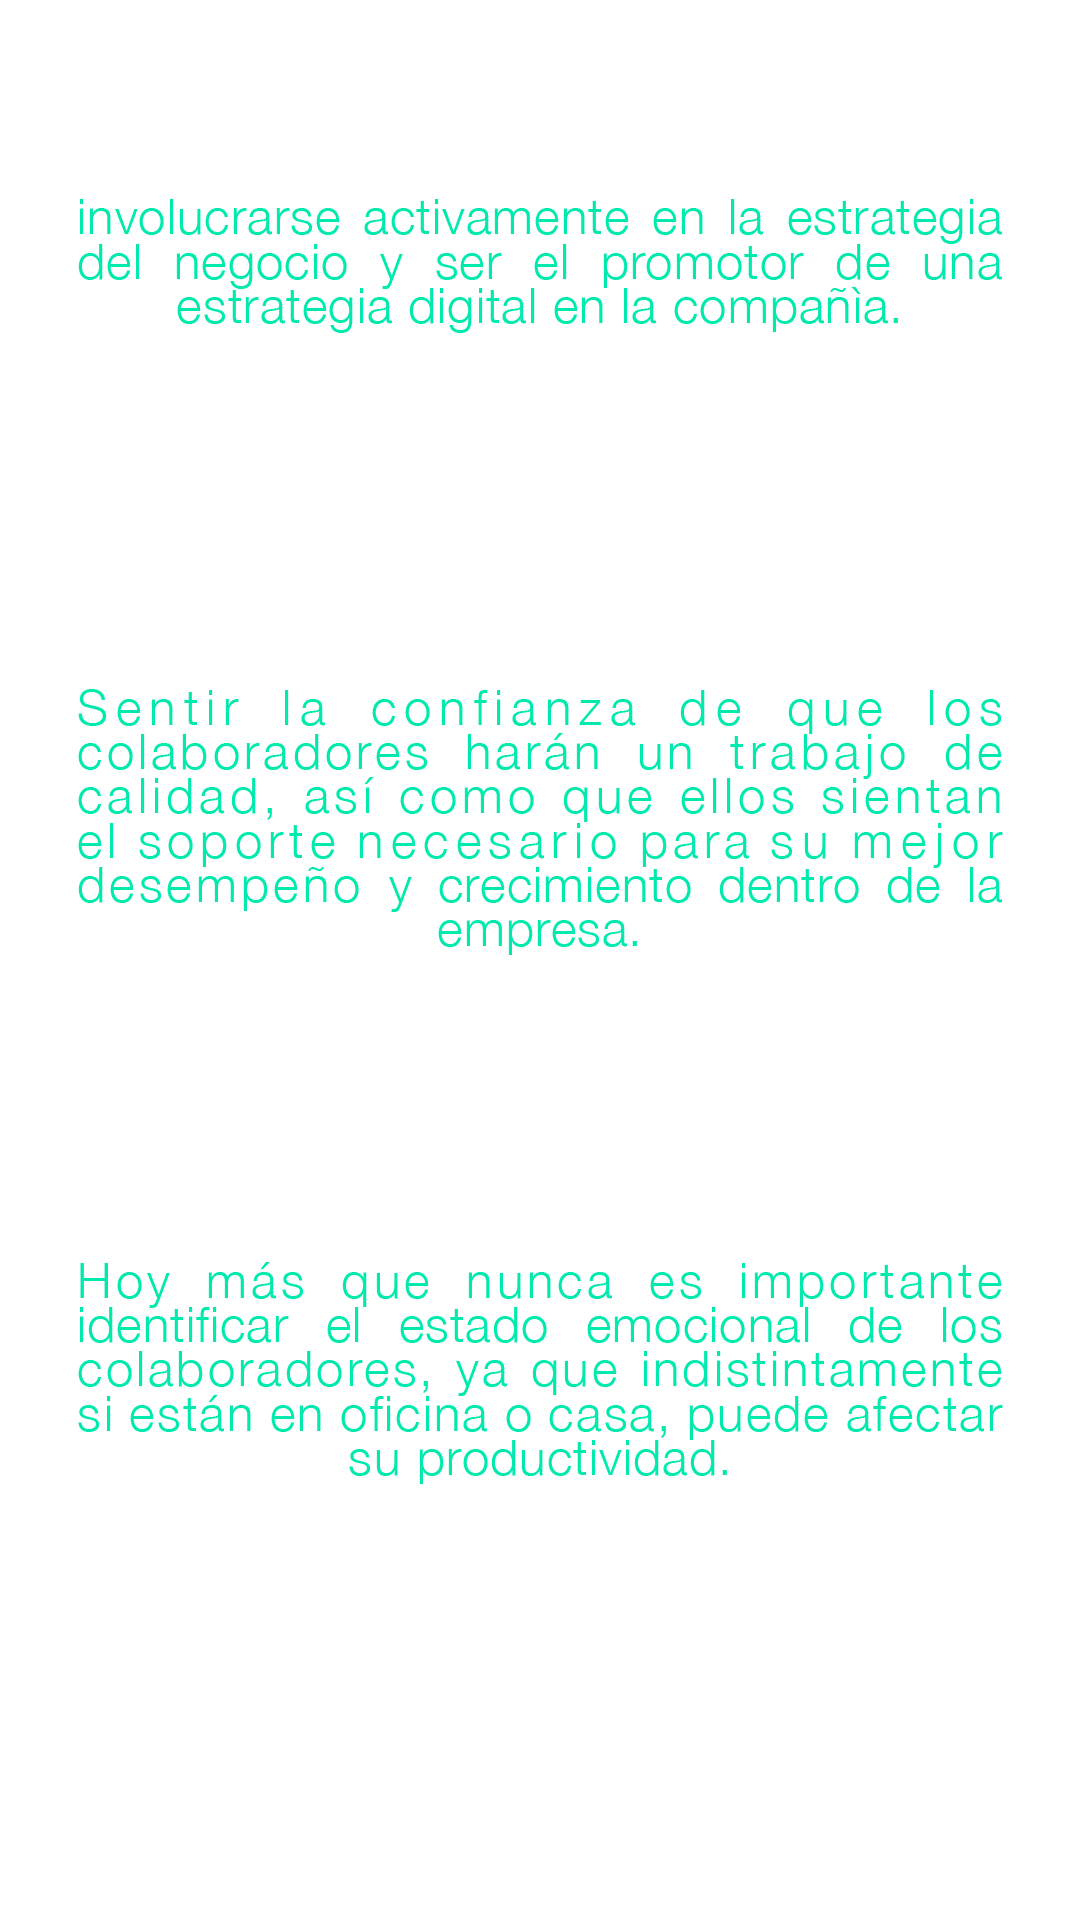 involucrarse activamente en la estrategia
del negocio y ser el promotor de una
estrategia digital en la compañìa.
Sentir la confianza de que los
colaboradores harán un trabajo de
calidad, así como que ellos sientan
el soporte necesario para su mejor
desempeño y crecimiento dentro de la
empresa.
Hoy más que nunca es importante
identificar el estado emocional de los
colaboradores, ya que indistintamente
si están en oficina o casa, puede afectar
su productividad.